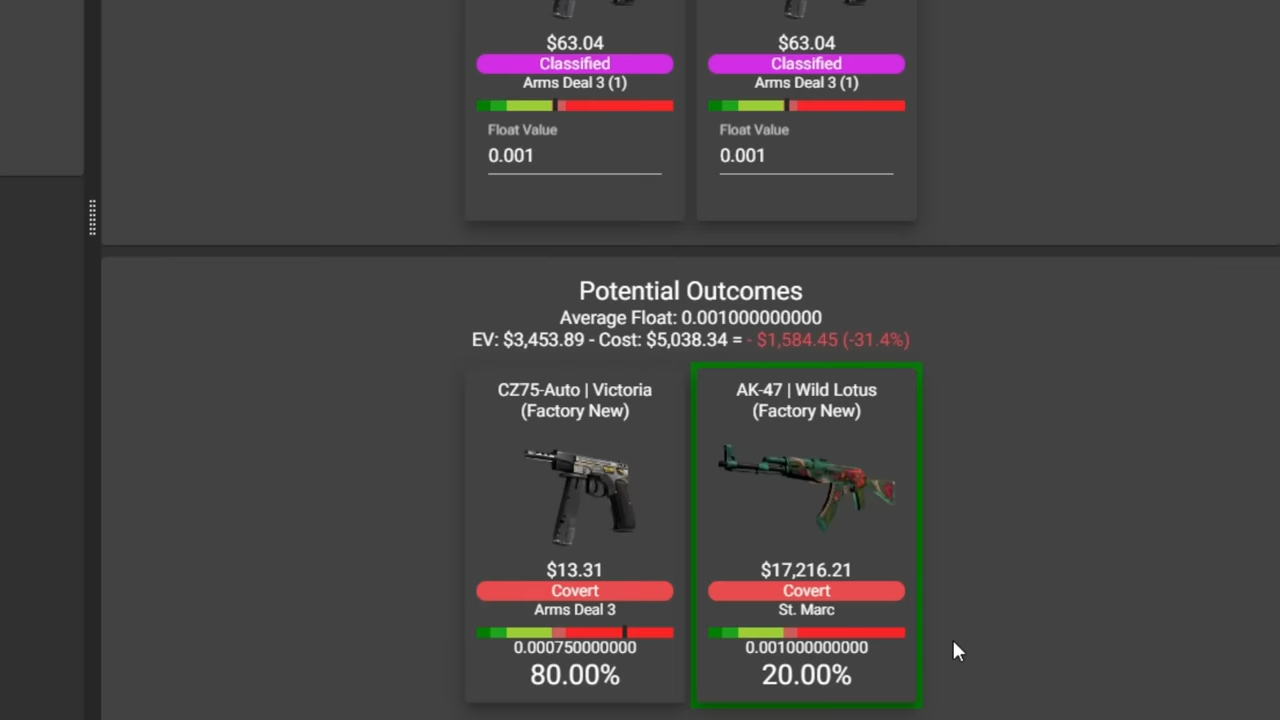 $63.04 $63.04
Classified Classified
Arms Deal 3 (1) Arms Deal 3 (1)
Float Value Float Value
0.001 0.001
Potential Outcomes
Average Float: 0.001000000000
EV: $3,453.89 - Cost: $5,038.34 = - $1,584.45 (-31.4%)
CZ75-Auto | Victoria
(Factory New)
$13.31
Covert
Arms Deal 3
0.000750000000
80.00%
AK-47 | Wild Lotus
(Factory New)
$17,216.21
Covert
St. Marc
0.001000000000
20.00%